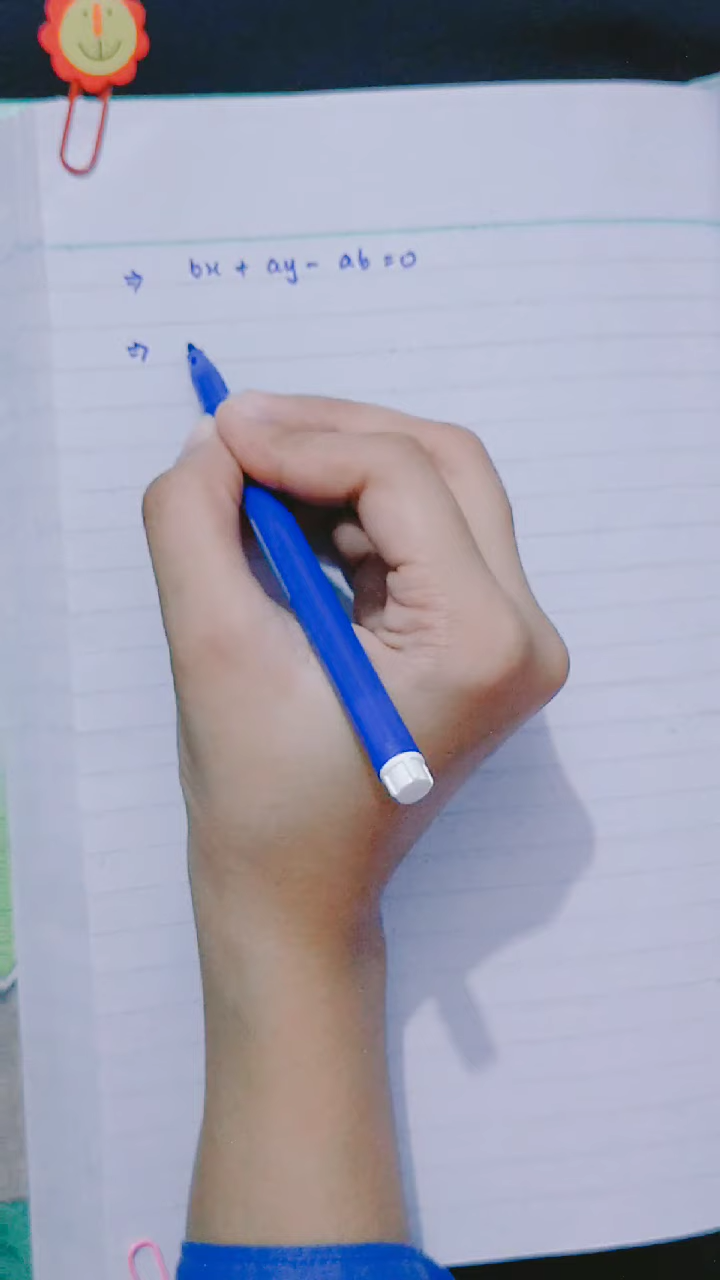 ⇒ bx + ay - ab = 0
⇒